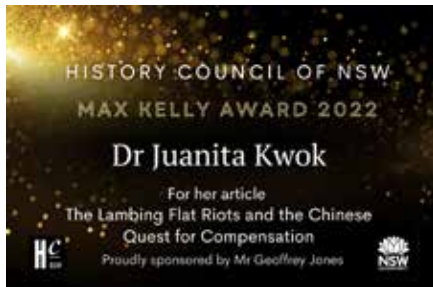 HISTORY COUNCIL OF NSW
MAX KELLY AWARD 2022
Dr Juanita Kwok
For her article
The Lambing Flat Riots and the Chinese
Quest for Compensation
Proudly sponsored by Mr Geoffrey Jones
HC
NSW